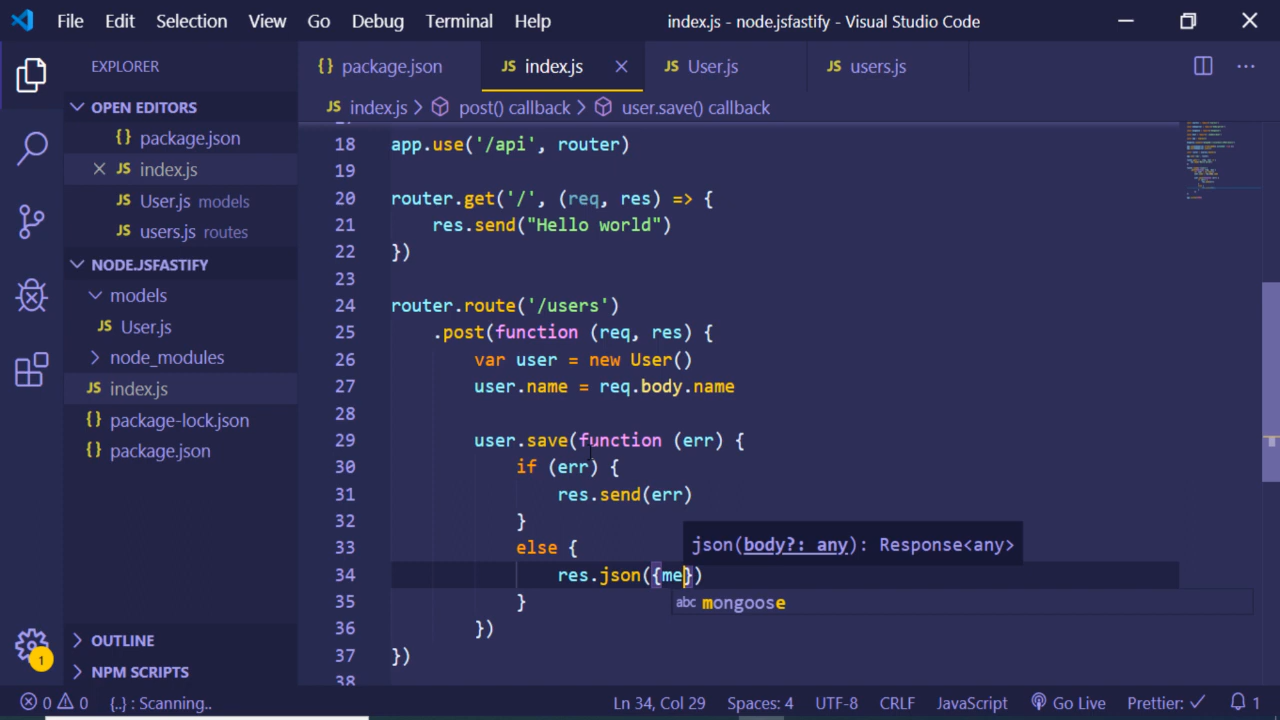 File Edit Selection View Go Debug Terminal Help index.js - node.jsfastify - Visual Studio Code
EXPLORER
OPEN EDITORS
{} package.json
JS index.js
JS User.js models
JS users.js routes
NODE.JSFASTIFY
models
JS User.js
node_modules
JS index.js
{} package-lock.json
{} package.json
OUTLINE
NPM SCRIPTS
1
{} package.json JS index.js JS User.js JS users.js
JS index.js > post() callback > user.save() callback
18 app.use('/api', router)
19
20 router.get('/', (req, res) => {
21 res.send("Hello world")
22 })
23
24 router.route('/users')
25 .post(function (req, res) {
26 var user = new User()
27 user.name = req.body.name
28
29 user.save(function (err) {
30 if (err) {
31 res.send(err)
32 }
33 else {
json(body?: any): Response<any>
34 res.json({me})
abc mongoose
35 }
36 })
37 })
38
0 0 {..} : Scanning.. Ln 34, Col 29 Spaces: 4 UTF-8 CRLF JavaScript Go Live Prettier: ✓ 1